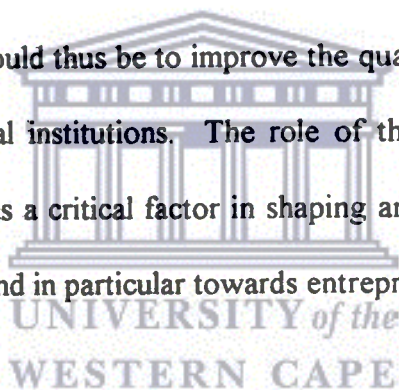 ould thus be to improve the qua
al institutions. The role of th
s a critical factor in shaping an
nd in particular towards entrepr
UNIVERSITY of the
WESTERN CAPE